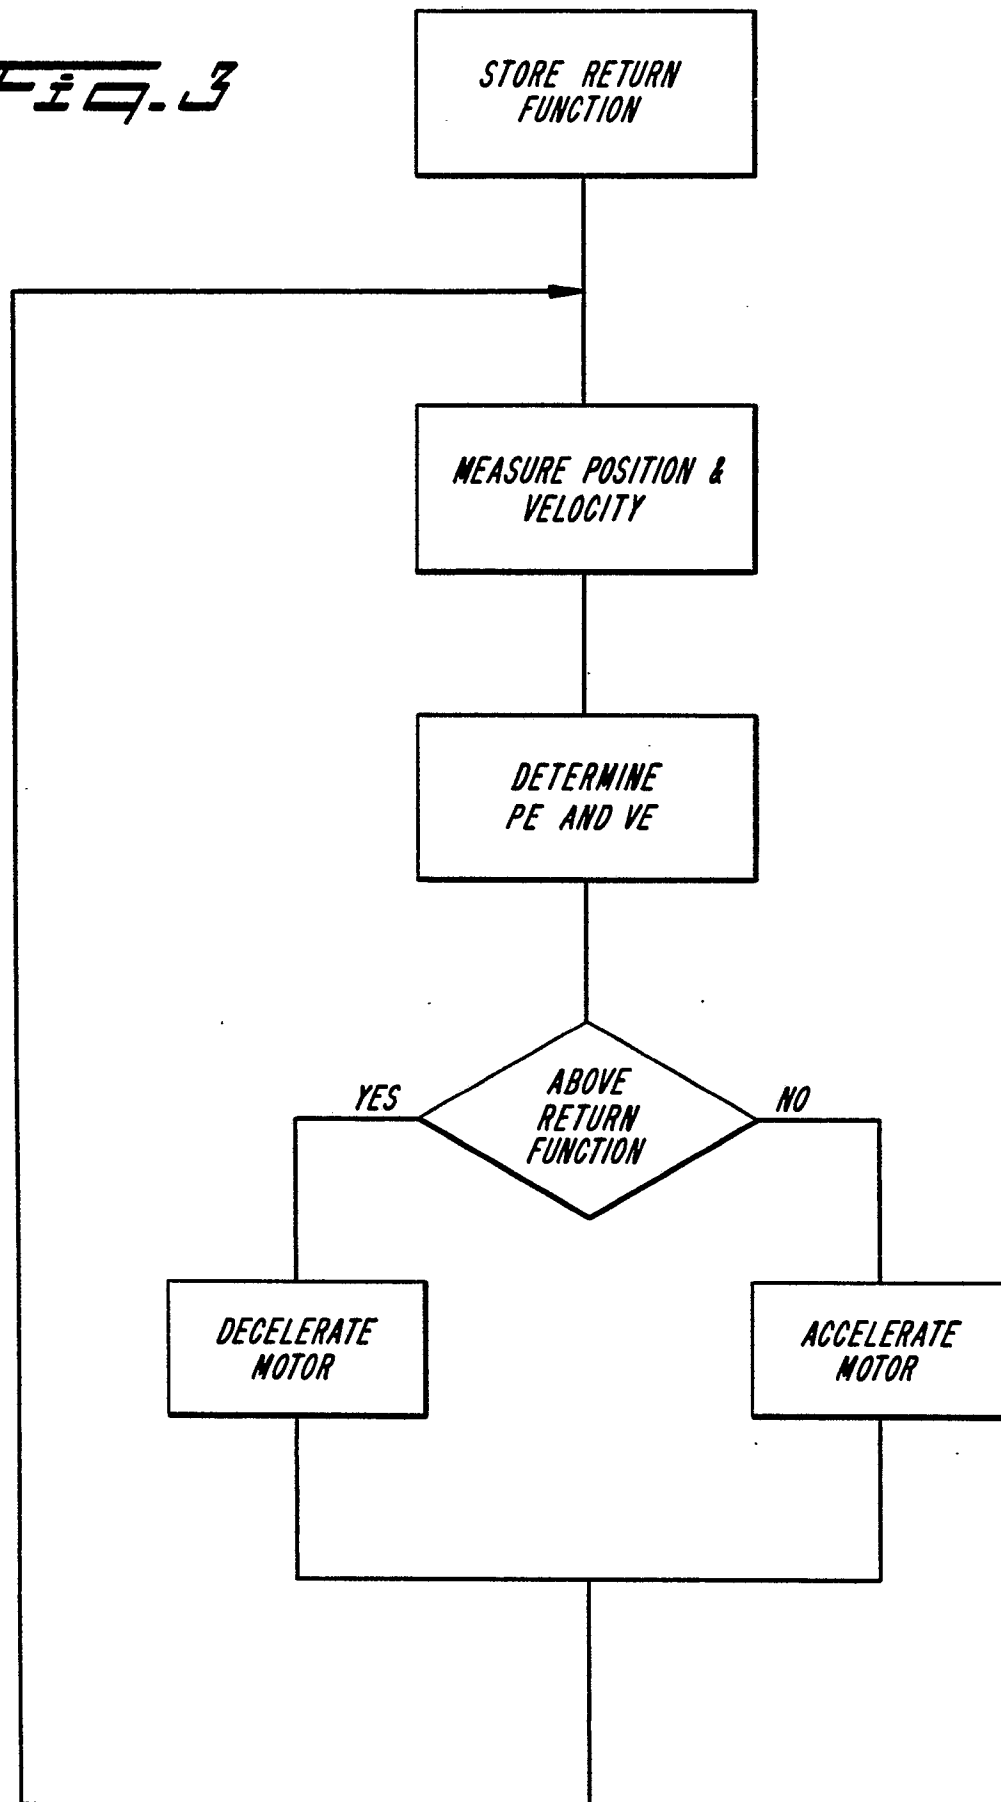 Fig. 3
STORE RETURN
FUNCTION
MEASURE POSITION &
VELOCITY
DETERMINE
PE AND VE
ABOVE
RETURN
FUNCTION
YES
NO
DECELERATE
MOTOR
ACCELERATE
MOTOR